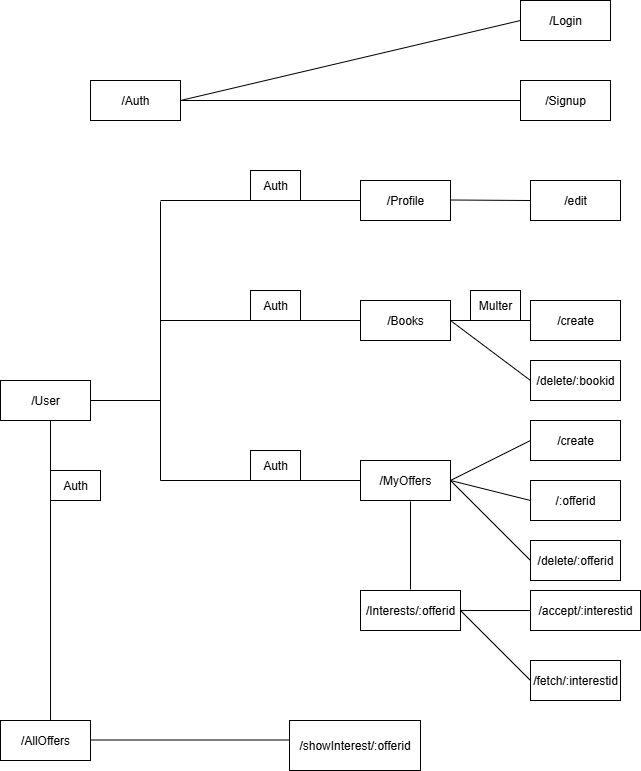 /Login
/Auth
/Signup
Auth
/Profile
/edit
Auth
Multer
/Books
/create
/delete/:bookid
/User
/create
Auth
/MyOffers
Auth
/:offerid
/delete/:offerid
/Interests/:offerid
/accept/:interestid
/fetch/:interestid
/AllOffers
/showInterest/:offerid